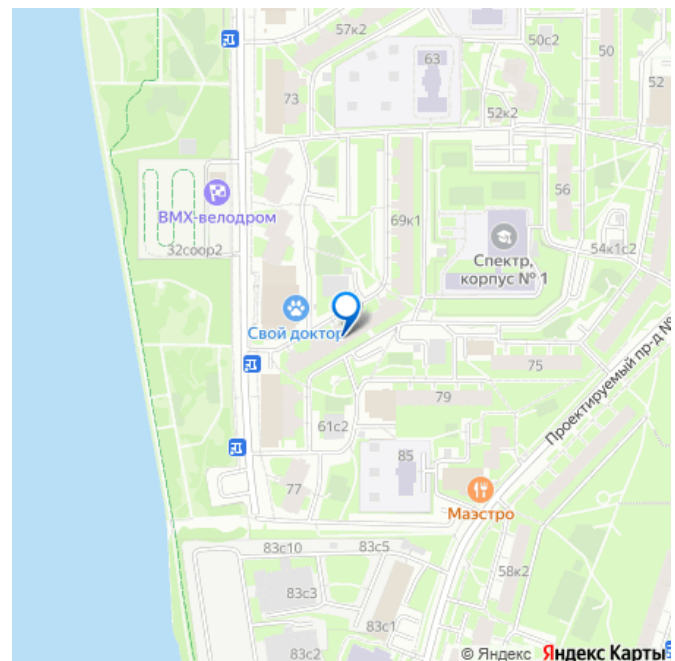 57к2
50с2
50
63
52
73
52к2
ВМХ-велодром
69к1
56
32соор2
Спектр,
корпус № 1
54к1с2
Свой доктор
Проектируемый пр-д №
75
79
61с2
85
77
Маэстро
83с10
83с5
58к2
83с3
83с1
83с2
© Яндекс Яндекс Карты